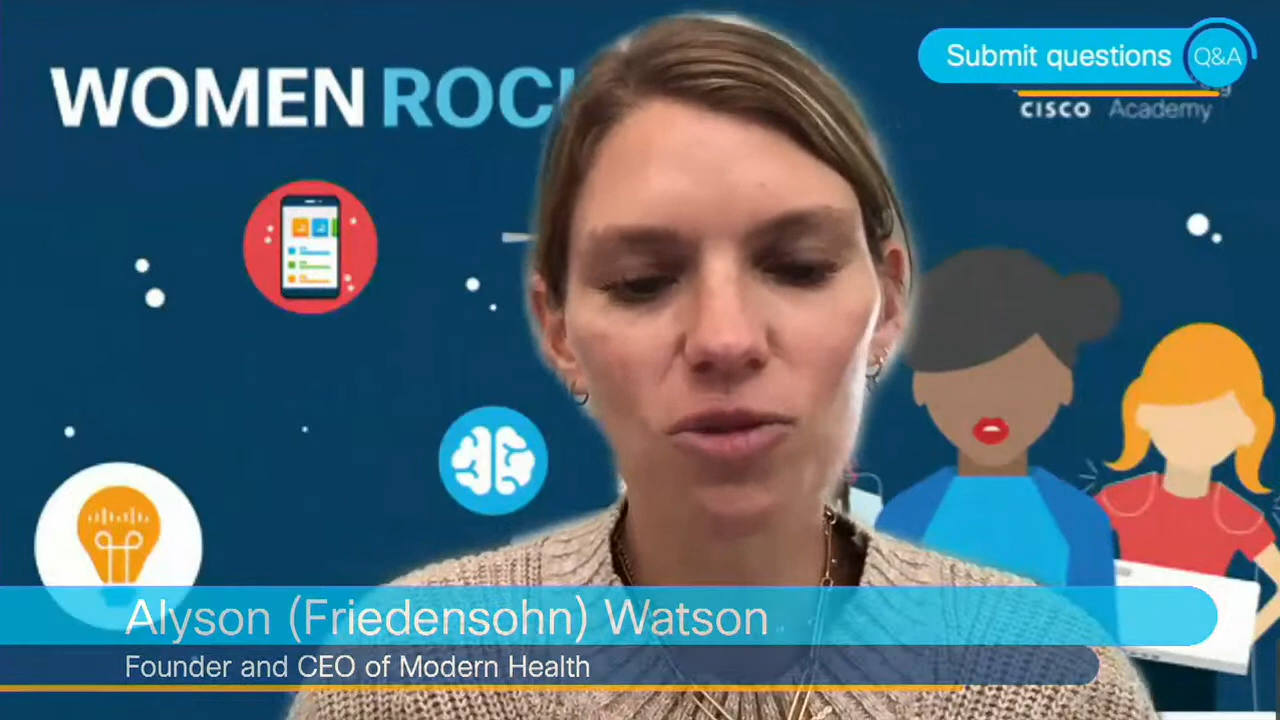 WOMEN ROC
Submit questions
Q&A
CISCO Academy
Alyson (Friedensohn) Watson
Founder and CEO of Modern Health